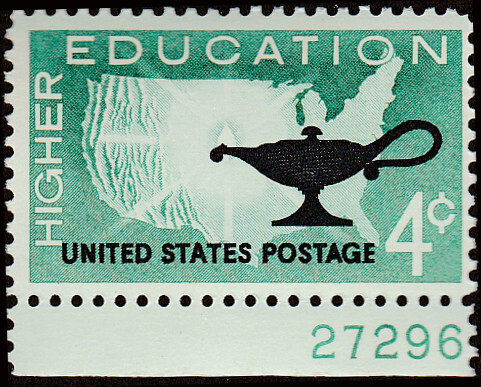 HIGHER
EDUCATION
4¢
UNITED STATES POSTAGE
27296